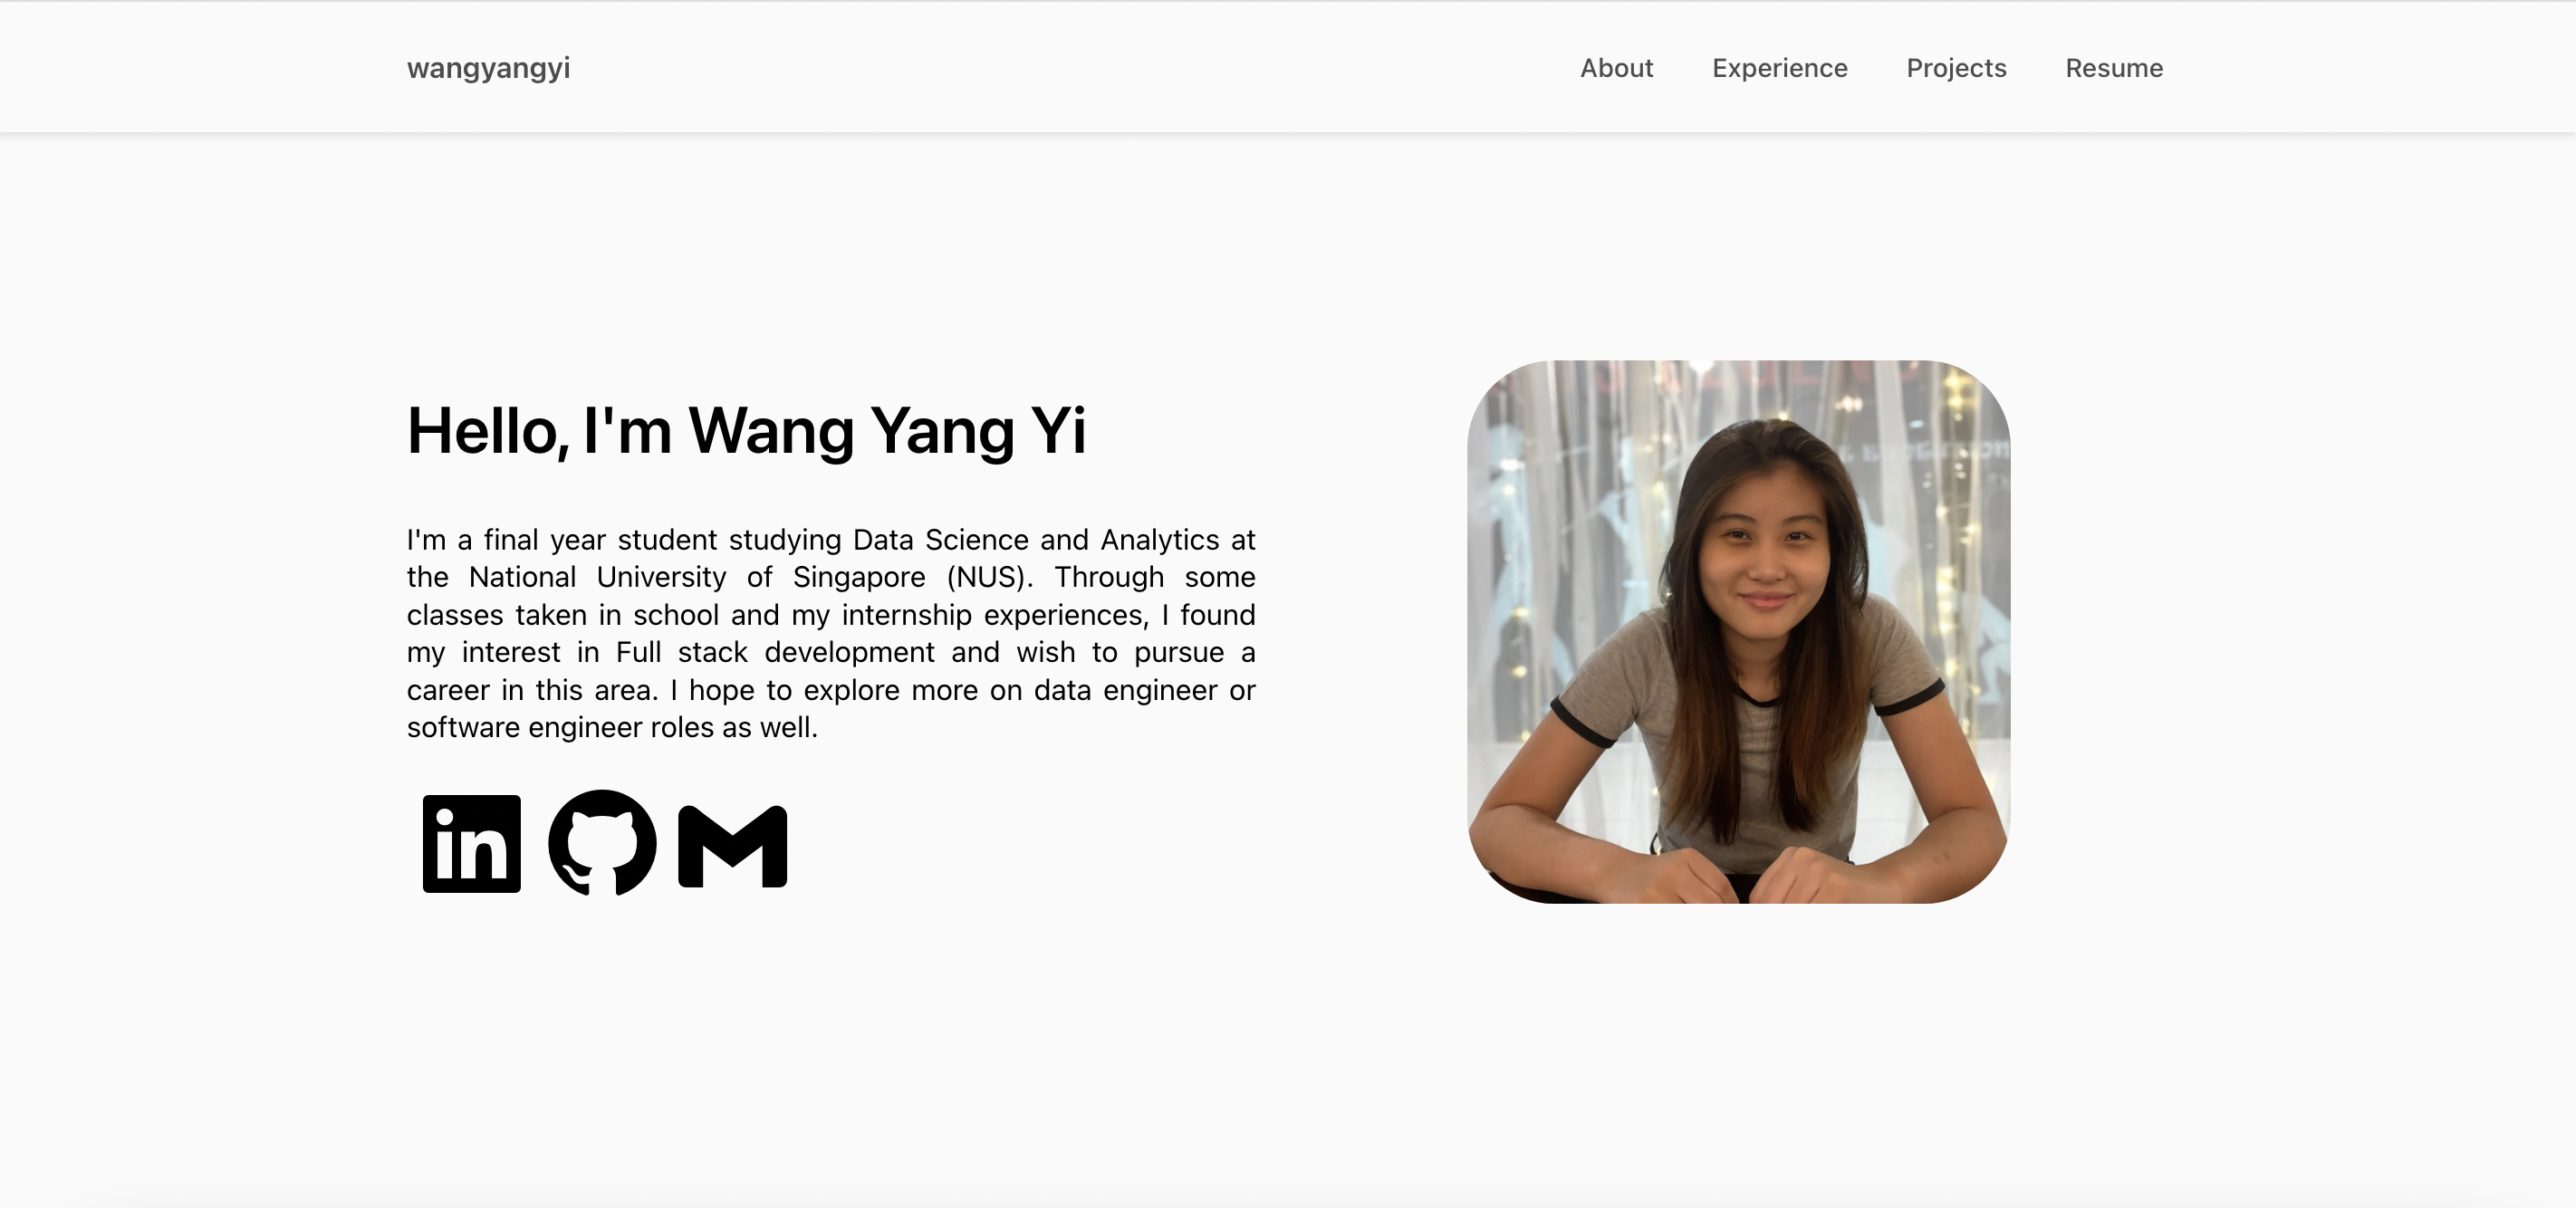 wangyangyi
About Experience Projects Resume
Hello, I'm Wang Yang Yi
I'm a final year student studying Data Science and Analytics at
the National University of Singapore (NUS). Through some
classes taken in school and my internship experiences, I found
my interest in Full stack development and wish to pursue a
career in this area. I hope to explore more on data engineer or
software engineer roles as well.
in